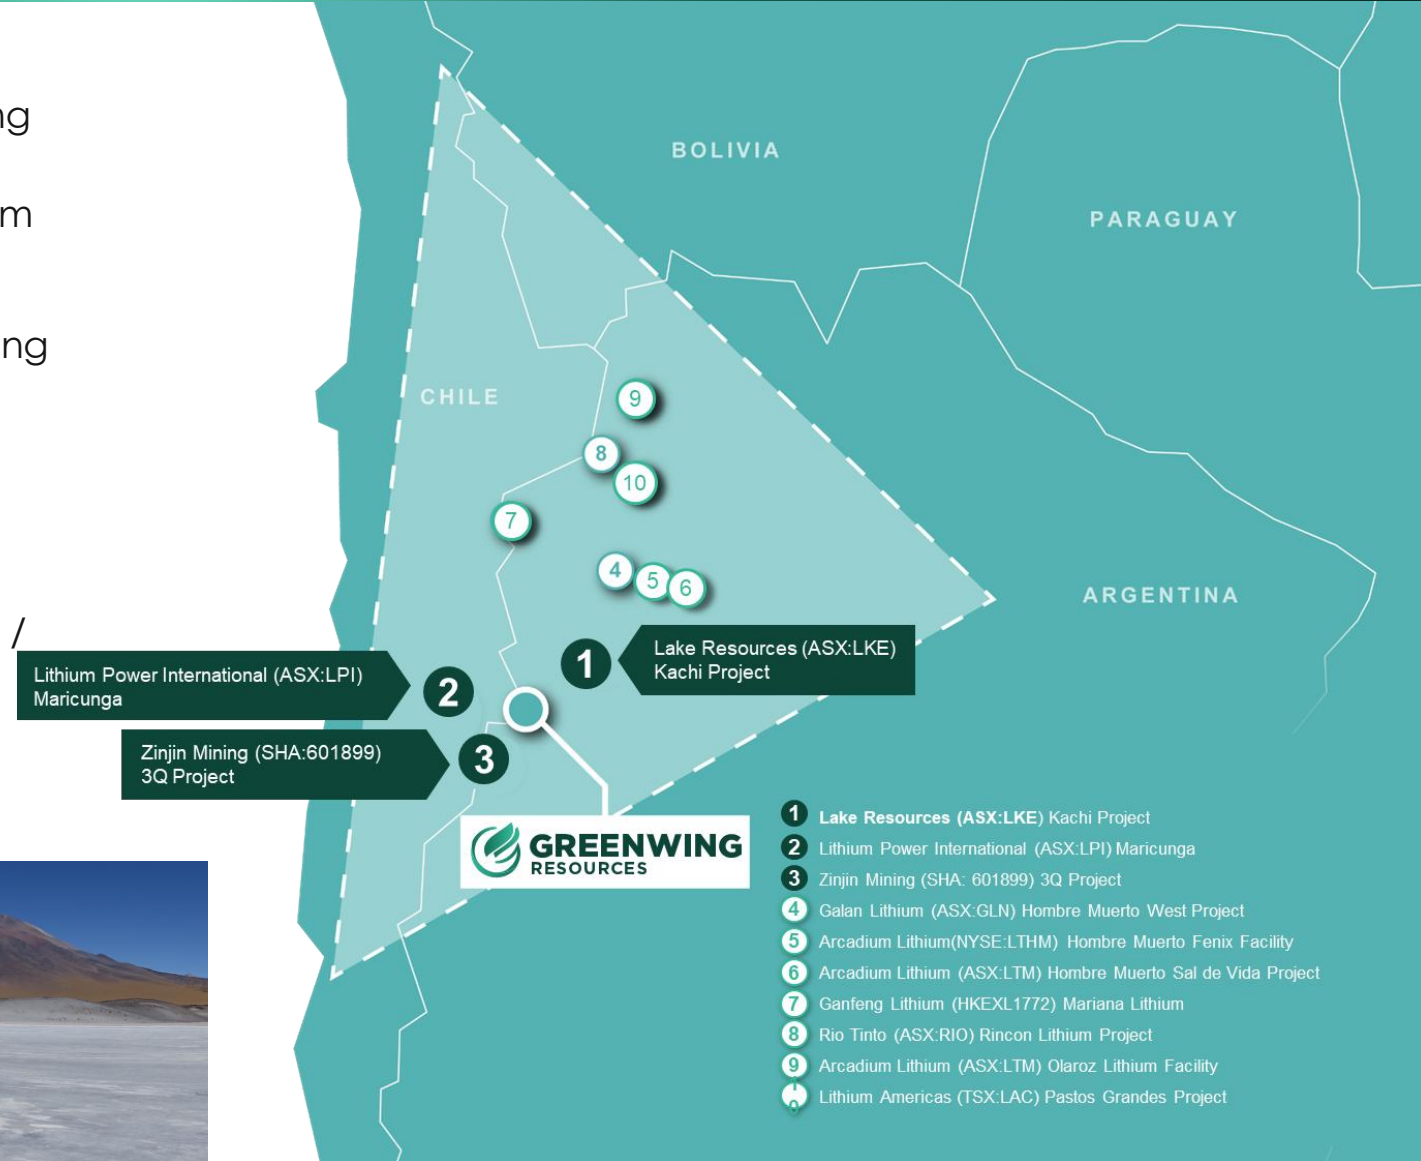 ng
m
ng
/
BOLIVIA
PARAGUAY
CHILE
ARGENTINA
9
8
10
7
4
5
6
1
Lake Resources (ASX:LKE)
Kachi Project
Lithium Power International (ASX:LPI)
Maricunga
2
Zinjin Mining (SHA:601899)
3Q Project
3
GREENWING
RESOURCES
1 Lake Resources (ASX:LKE) Kachi Project
2 Lithium Power International (ASX:LPI) Maricunga
3 Zinjin Mining (SHA: 601899) 3Q Project
4 Galan Lithium (ASX:GLN) Hombre Muerto West Project
5 Arcadium Lithium(NYSE:LTHM) Hombre Muerto Fenix Facility
6 Arcadium Lithium (ASX:LTM) Hombre Muerto Sal de Vida Project
7 Ganfeng Lithium (HKEXL1772) Mariana Lithium
8 Rio Tinto (ASX:RIO) Rincon Lithium Project
9 Arcadium Lithium (ASX:LTM) Olaroz Lithium Facility
10 Lithium Americas (TSX:LAC) Pastos Grandes Project